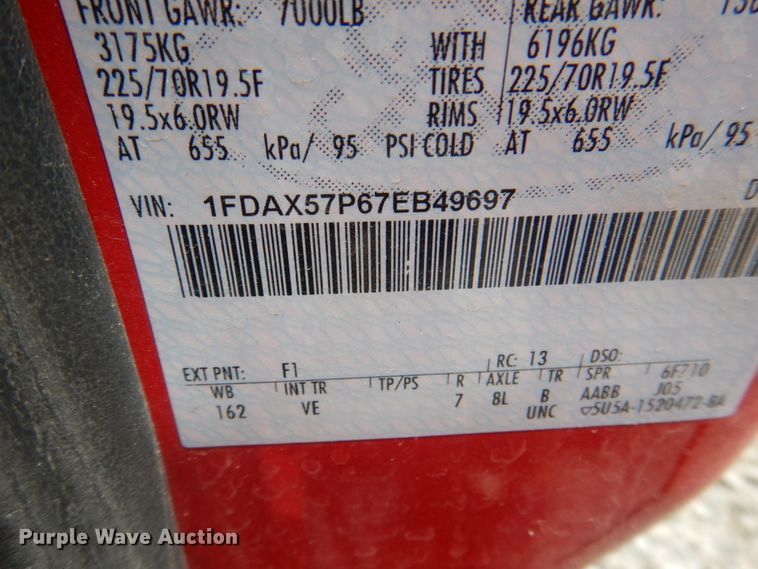 FRONT GAWR: 7000LB REAR GAWR:
3175KG WITH 6196KG
225/70R19.5F TIRES 225/70R19.5F
19.5x6.0RW RIMS 19.5x6.0RW
AT 655 kPa/ 95 PSI COLD AT 655 kPa/ 95
VIN: 1FDAX57P67EB49697
EXT PNT: F1 RC: 13 DSO:
WB INT TR TP/PS R AXLE TR SPR 6F710
162 VE 7 8L B AABB J05
UNC 5U5A-1520472-BA
Purple Wave Auction